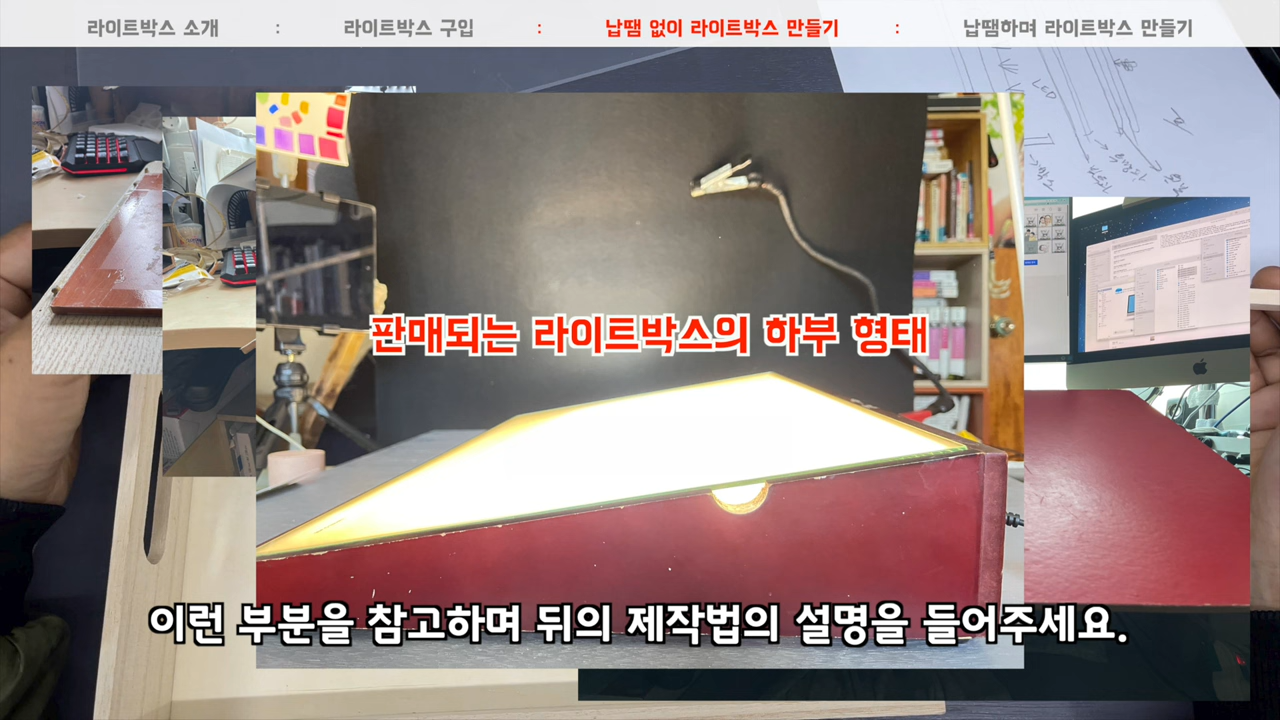 라이트박스 소개 : 라이트박스 구입 : 납땜 없이 라이트박스 만들기 : 납땜하며 라이트박스 만들기
LED
판매되는 라이트박스의 하부 형태
이런 부분을 참고하며 뒤의 제작법의 설명을 들어주세요.